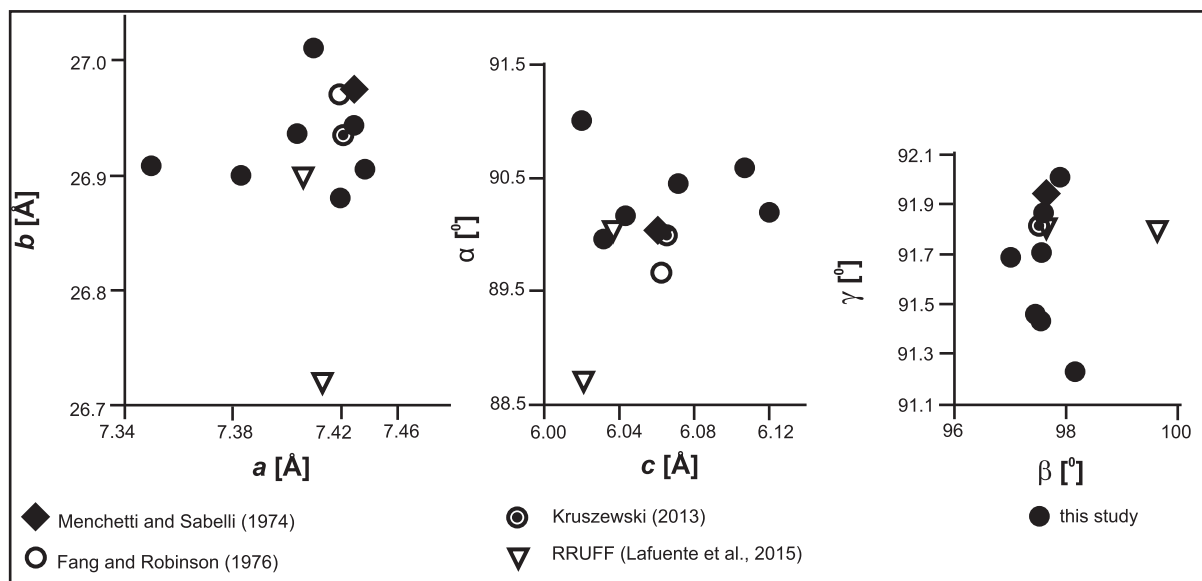 27.0
26.9
26.8
26.7
b [Å]
7.34 7.38 7.42 7.46
a [Å]
91.5
90.5
89.5
88.5
α [⁰]
6.00 6.04 6.08 6.12
c [Å]
92.1
91.9
91.7
91.5
91.3
91.1
γ [⁰]
96 98 100
β [⁰]
Menchetti and Sabelli (1974)
Fang and Robinson (1976)
Kruszewski (2013)
RRUFF (Lafuente et al., 2015)
this study